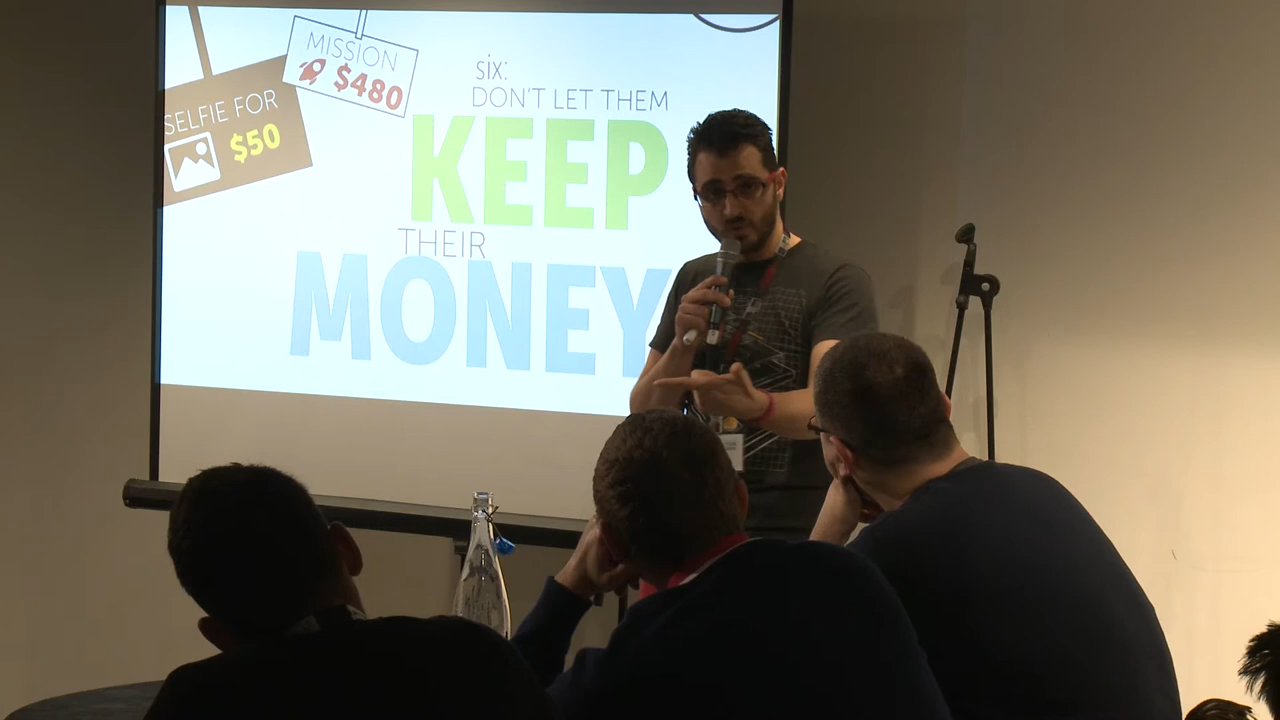 MISSION
$480
SELFIE FOR
$50
six:
DON'T LET THEM
KEEP
THEIR
MONEY